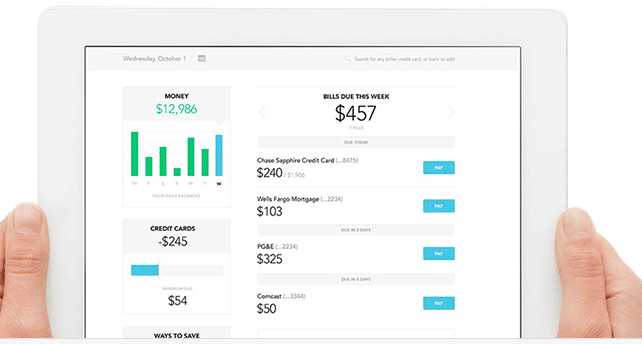 Wednesday, October 1
Search for any biller, credit card, or bank to add
MONEY
$12,986
TH F S S M T W
YOUR DAILY BALANCES
CREDIT CARDS
-$245
MINIMUM DUE
$54
WAYS TO SAVE
BILLS DUE THIS WEEK
$457
3 BILLS
DUE TODAY
Chase Sapphire Credit Card (...8475)
$240 / $1,986
PAY
Wells Fargo Mortgage (...2234)
$103
PAY
DUE IN 3 DAYS
PG&E (...2234)
$325
PAY
DUE IN 5 DAYS
Comcast (...3344)
$50
PAY